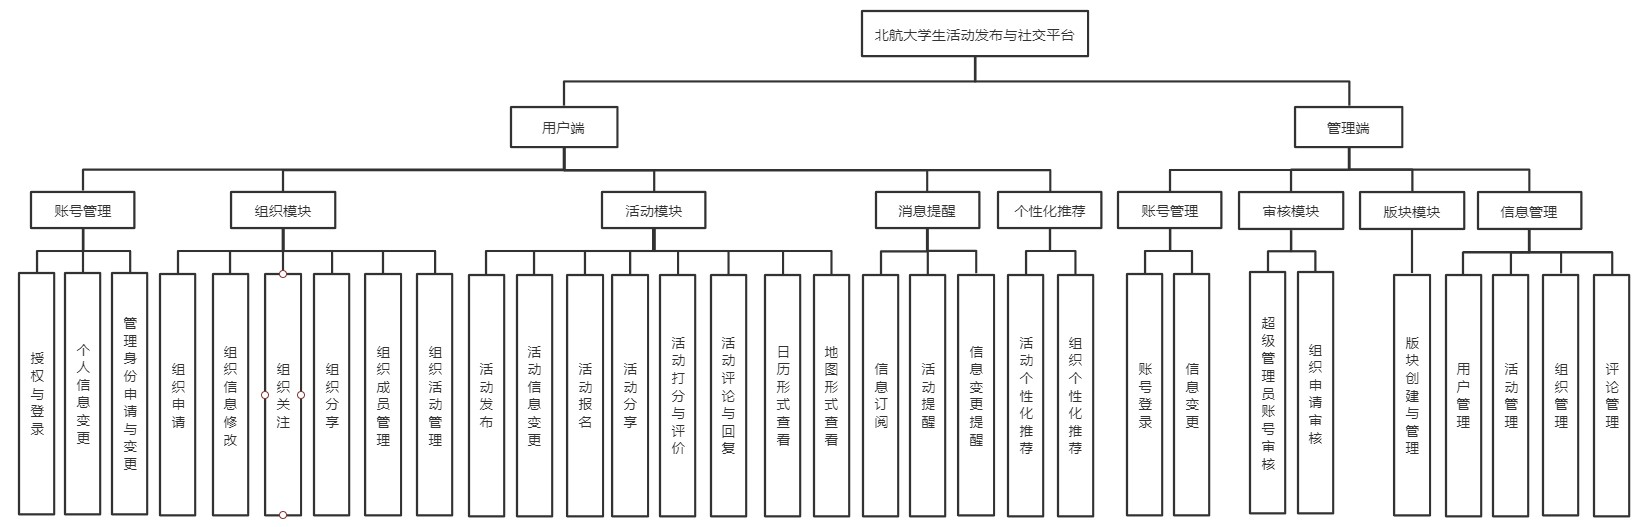 北航大学生活动发布与社交平台
用户端
管理端
账号管理
组织模块
活动模块
消息提醒
个性化推荐
账号管理
审核模块
版块模块
信息管理
授权与登录
个人信息变更
管理身份申请与变更
组织申请
组织信息修改
组织关注
组织分享
组织成员管理
组织活动管理
活动发布
活动信息变更
活动报名
活动分享
活动打分与评价
活动评论与回复
日历形式查看
地图形式查看
信息订阅
活动提醒
信息变更提醒
活动个性化推荐
组织个性化推荐
账号登录
信息变更
超级管理员账号审核
组织申请审核
版块创建与管理
用户管理
活动管理
组织管理
评论管理